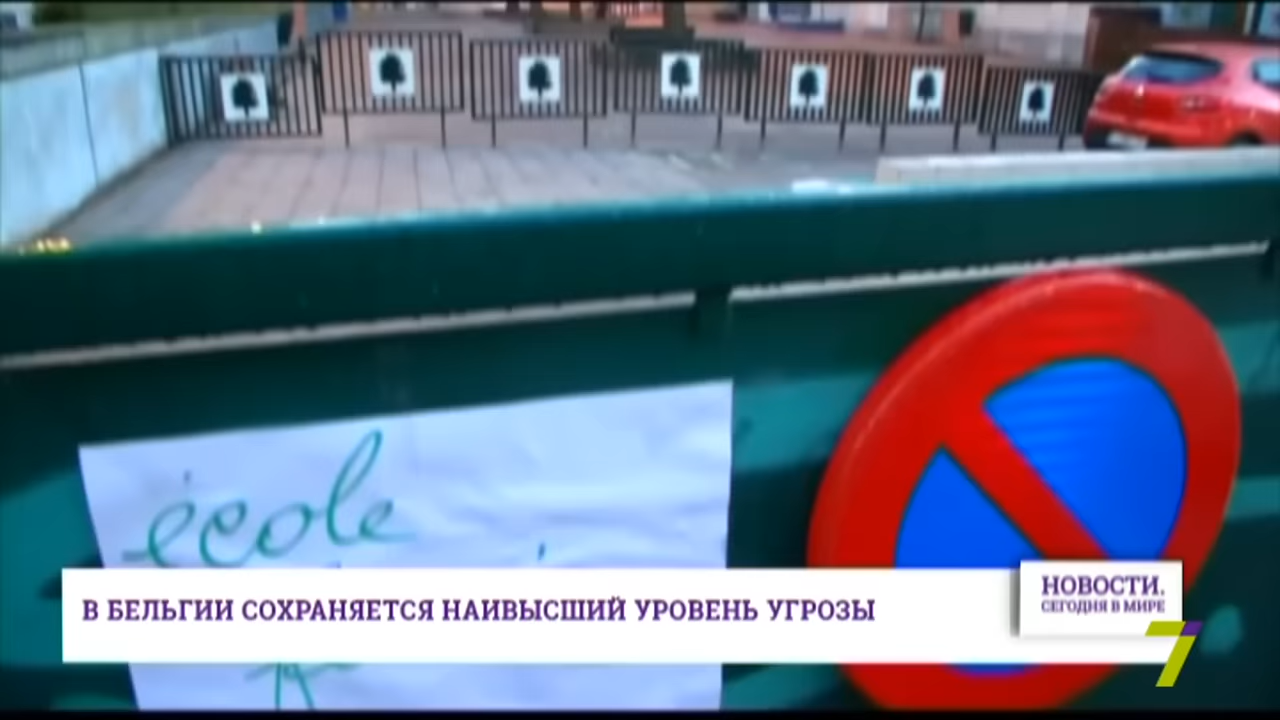 école
В БЕЛЬГИИ СОХРАНЯЕТСЯ НАИВЫСШИЙ УРОВЕНЬ УГРОЗЫ
НОВОСТИ.
СЕГОДНЯ В МИРЕ
7